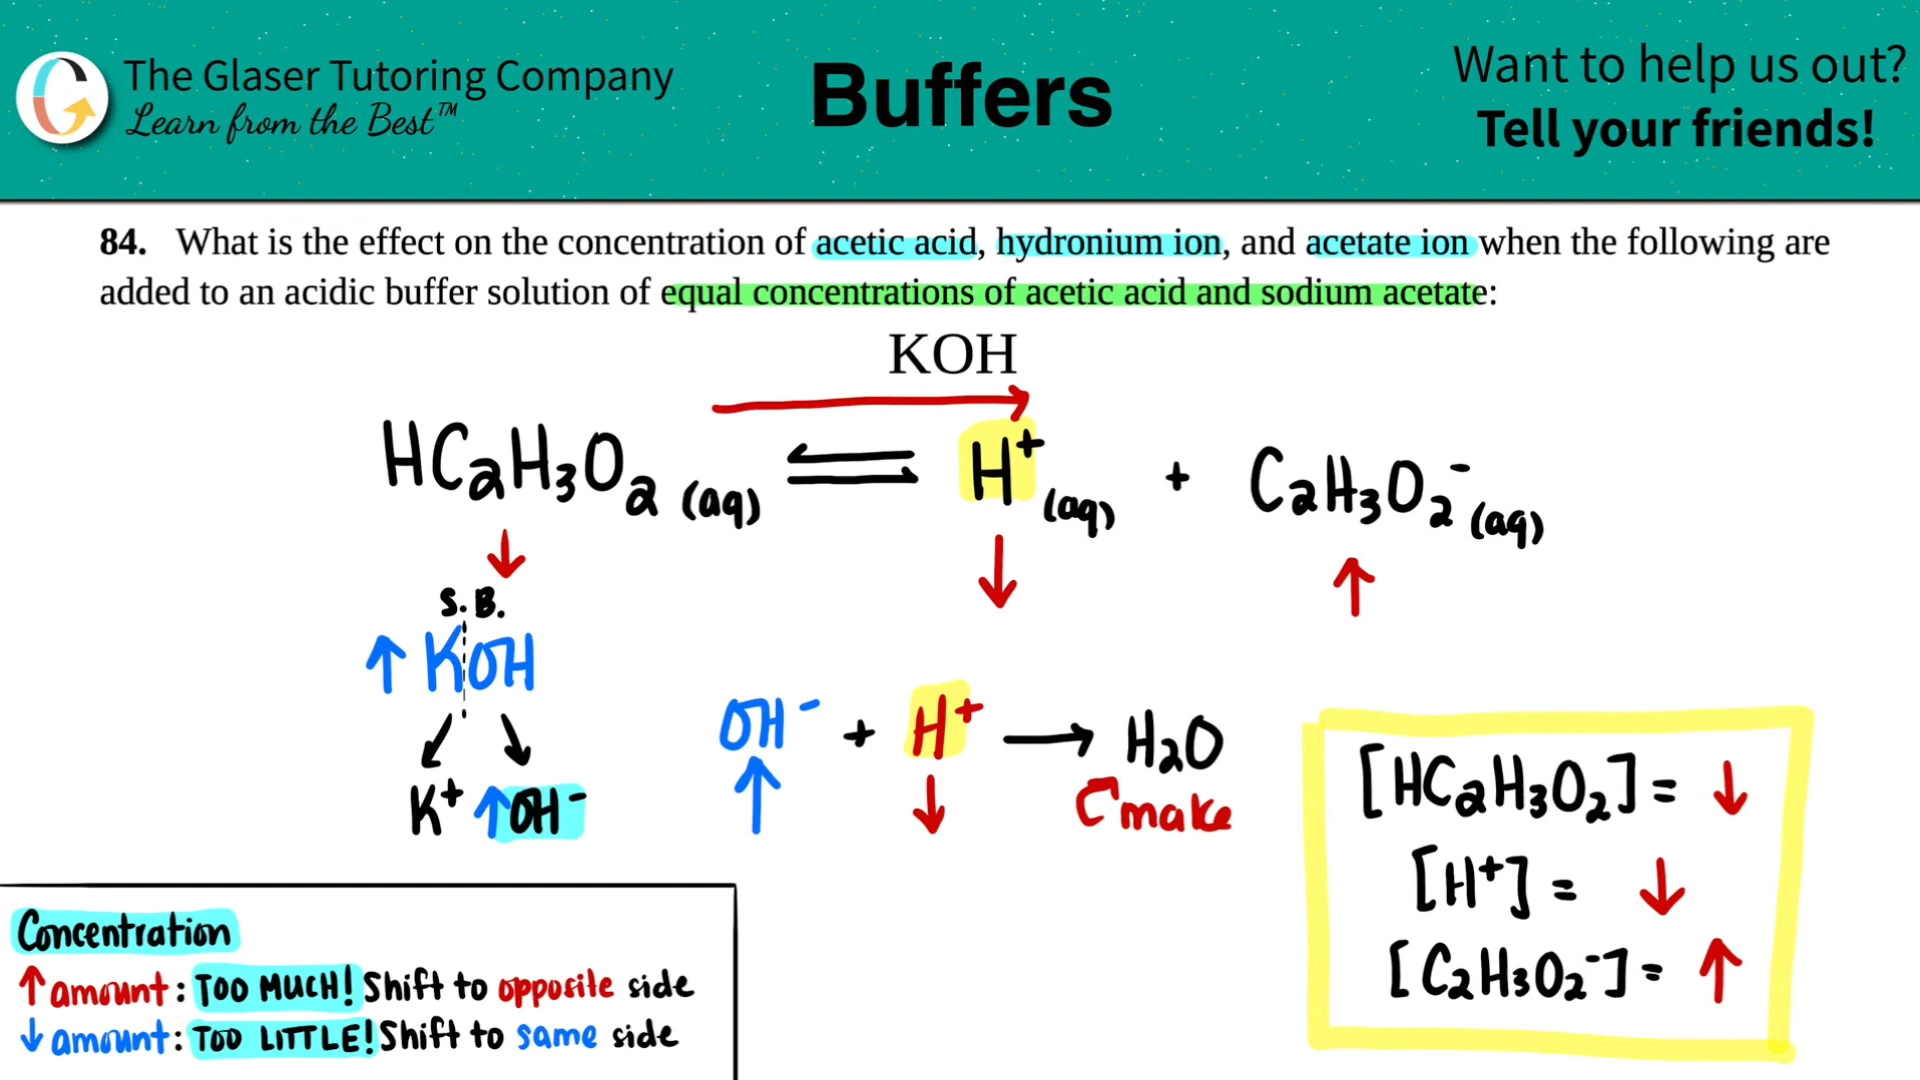 The Glaser Tutoring Company
Learn from the Best™
Buffers
Want to help us out?
Tell your friends!
84. What is the effect on the concentration of acetic acid, hydronium ion, and acetate ion when the following are
added to an acidic buffer solution of equal concentrations of acetic acid and sodium acetate:
KOH
HC₂H₃O₂ (aq) ⇌ H⁺ (aq) + C₂H₃O₂⁻ (aq)
↓ ↓ ↑
S.B.
↑ KOH
↙ ↘
K⁺ ↑OH⁻
OH⁻ + H⁺ → H₂O
↑ ↓ make
[HC₂H₃O₂] = ↓
[H⁺] = ↓
[C₂H₃O₂⁻] = ↑
Concentration
↑ amount: TOO MUCH! Shift to opposite side
↓ amount: TOO LITTLE! Shift to same side